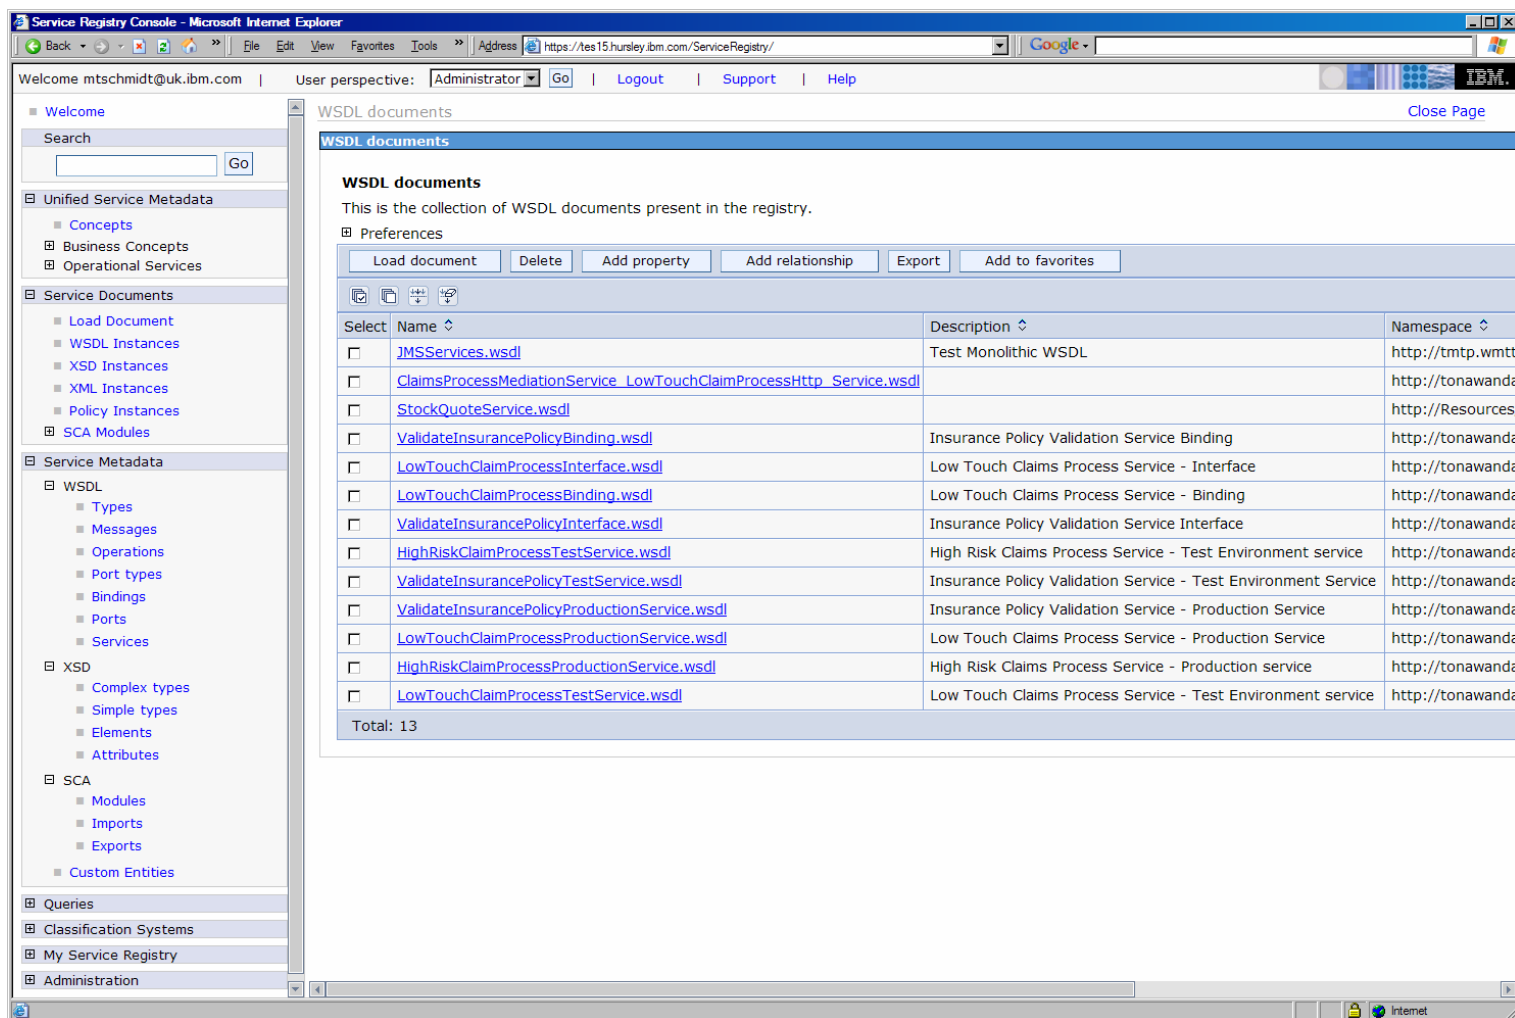 Service Registry Console - Microsoft Internet Explorer
Back File Edit View Favorites Tools » Address https://tes15.hursley.ibm.com/ServiceRegistry/ Google
Welcome mtschmidt@uk.ibm.com | User perspective: Administrator Go | Logout | Support | Help IBM.
Welcome
Search
Go
Unified Service Metadata
Concepts
Business Concepts
Operational Services
Service Documents
Load Document
WSDL Instances
XSD Instances
XML Instances
Policy Instances
SCA Modules
Service Metadata
WSDL
Types
Messages
Operations
Port types
Bindings
Ports
Services
XSD
Complex types
Simple types
Elements
Attributes
SCA
Modules
Imports
Exports
Custom Entities
Queries
Classification Systems
My Service Registry
Administration
WSDL documents Close Page
WSDL documents
WSDL documents
This is the collection of WSDL documents present in the registry.
Preferences
Load document Delete Add property Add relationship Export Add to favorites
Select Name Description Namespace
JMSServices.wsdl Test Monolithic WSDL http://tmtp.wmtt
ClaimsProcessMediationService_LowTouchClaimProcessHttp_Service.wsdl http://tonawanda
StockQuoteService.wsdl http://Resources
ValidateInsurancePolicyBinding.wsdl Insurance Policy Validation Service Binding http://tonawanda
LowTouchClaimProcessInterface.wsdl Low Touch Claims Process Service - Interface http://tonawanda
LowTouchClaimProcessBinding.wsdl Low Touch Claims Process Service - Binding http://tonawanda
ValidateInsurancePolicyInterface.wsdl Insurance Policy Validation Service Interface http://tonawanda
HighRiskClaimProcessTestService.wsdl High Risk Claims Process Service - Test Environment service http://tonawanda
ValidateInsurancePolicyTestService.wsdl Insurance Policy Validation Service - Test Environment Service http://tonawanda
ValidateInsurancePolicyProductionService.wsdl Insurance Policy Validation Service - Production Service http://tonawanda
LowTouchClaimProcessProductionService.wsdl Low Touch Claims Process Service - Production Service http://tonawanda
HighRiskClaimProcessProductionService.wsdl High Risk Claims Process Service - Production service http://tonawanda
LowTouchClaimProcessTestService.wsdl Low Touch Claims Process Service - Test Environment service http://tonawanda
Total: 13
Internet